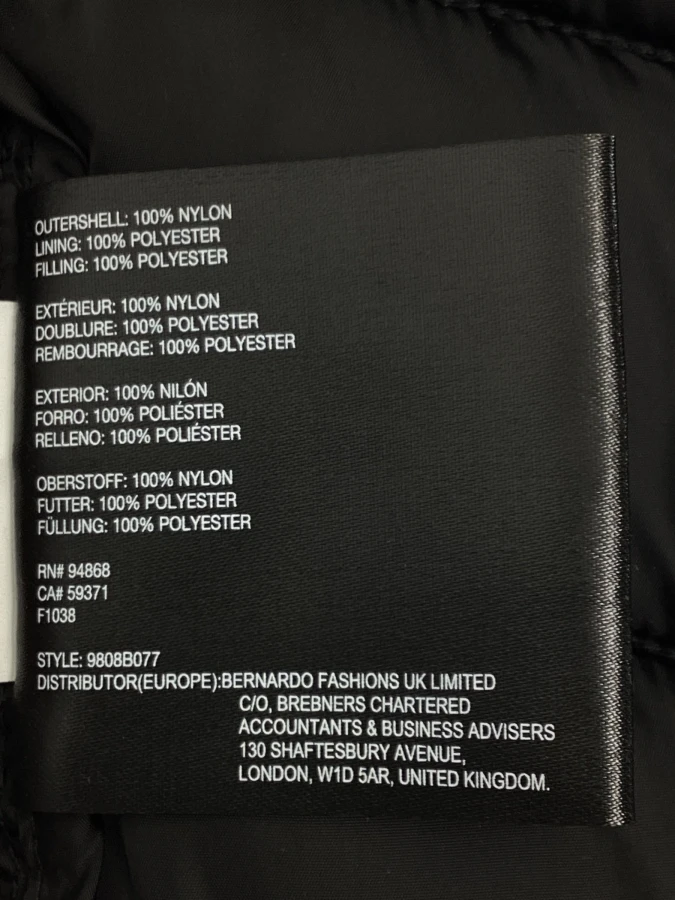 OUTERSHELL: 100% NYLON
LINING: 100% POLYESTER
FILLING: 100% POLYESTER
EXTÉRIEUR: 100% NYLON
DOUBLURE: 100% POLYESTER
REMBOURRAGE: 100% POLYESTER
EXTERIOR: 100% NILÓN
FORRO: 100% POLIÉSTER
RELLENO: 100% POLIÉSTER
OBERSTOFF: 100% NYLON
FUTTER: 100% POLYESTER
FÜLLUNG: 100% POLYESTER
RN# 94868
CA# 59371
F1038
STYLE: 9808B077
DISTRIBUTOR(EUROPE):BERNARDO FASHIONS UK LIMITED
C/O, BREBNERS CHARTERED
ACCOUNTANTS & BUSINESS ADVISERS
130 SHAFTESBURY AVENUE,
LONDON, W1D 5AR, UNITED KINGDOM.